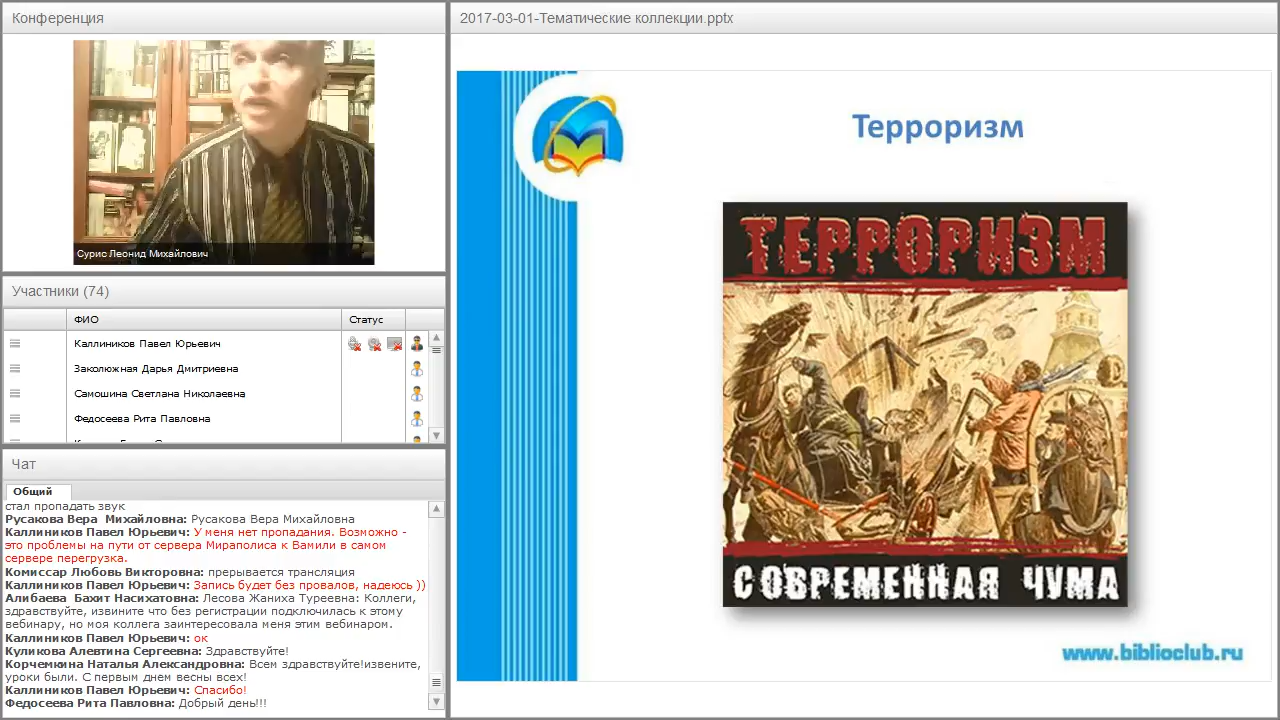 Конференция
Сурис Леонид Михайлович
Участники (74)
ФИО
Статус
Каллиников Павел Юрьевич
Заколюжная Дарья Дмитриевна
Самошина Светлана Николаевна
Федосеева Рита Павловна
Чат
Общий
стал пропадать звук
Русакова Вера Михайловна: Русакова Вера Михайловна
Каллиников Павел Юрьевич: У меня нет пропадания. Возможно -
это проблемы на пути от сервера Мираполиса к Вамили в самом
сервере перегрузка.
Комиссар Любовь Викторовна: прерывается трансляция
Каллиников Павел Юрьевич: Запись будет без провалов, надеюсь ))
Алибаева Бахит Насихатовна: Лесова Жаниха Туреевна: Коллеги,
здравствуйте, извините что без регистрации подключилась к этому
вебинару, но моя коллега заинтересовала меня этим вебинаром.
Каллиников Павел Юрьевич: ок
Куликова Алевтина Сергеевна: Здравствуйте!
Корчемкина Наталья Александровна: Всем здравствуйте!извените,
уроки были. С первым днем весны всех!
Каллиников Павел Юрьевич: Спасибо!
Федосеева Рита Павловна: Добрый день!!!
2017-03-01-Тематические коллекции.pptx
Терроризм
ТЕРРОРИЗМ
СОВРЕМЕННАЯ ЧУМА
www.biblioclub.ru